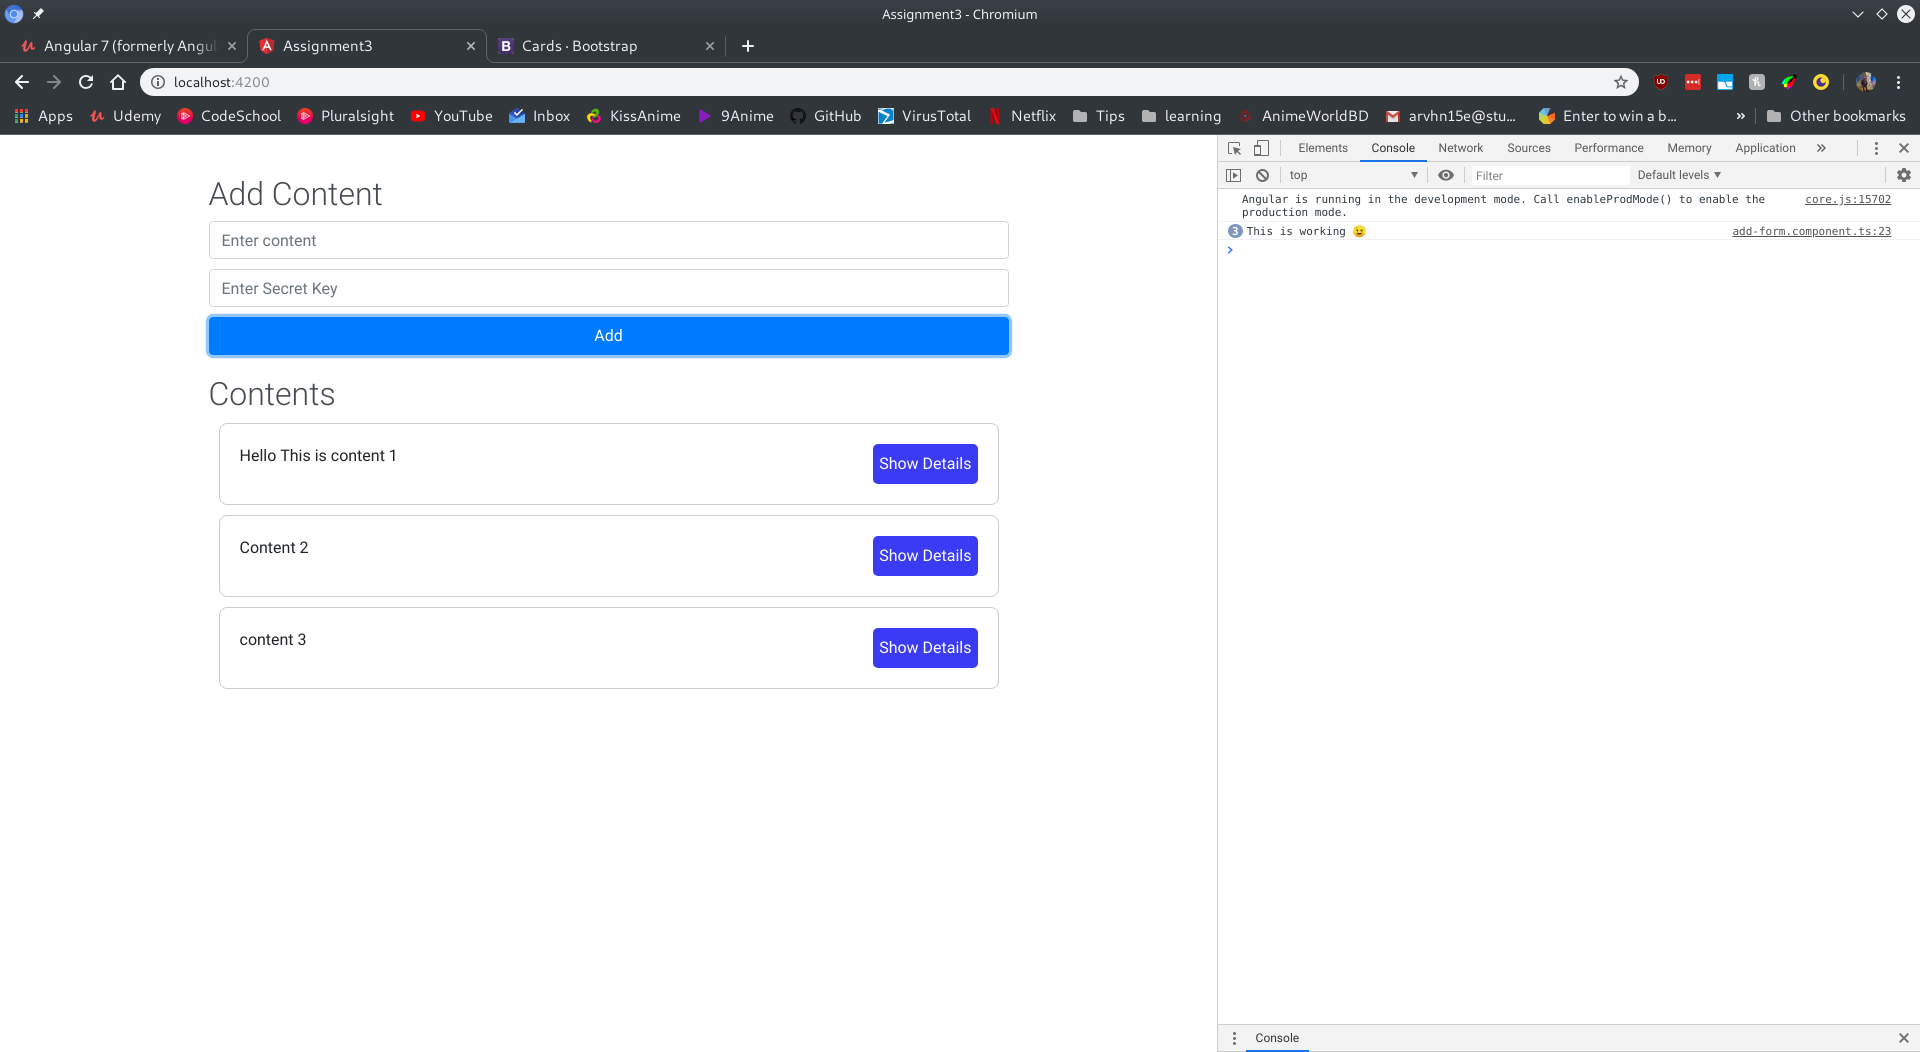 Assignment3 - Chromium
Angular 7 (formerly Angul
Assignment3
Cards · Bootstrap
localhost:4200
Apps
Udemy
CodeSchool
Pluralsight
YouTube
Inbox
KissAnime
9Anime
GitHub
VirusTotal
Netflix
Tips
learning
AnimeWorldBD
arvhn15e@stu...
Enter to win a b...
»
Other bookmarks
Add Content
Enter content
Enter Secret Key
Add
Contents
Hello This is content 1
Show Details
Content 2
Show Details
content 3
Show Details
Elements
Console
Network
Sources
Performance
Memory
Application
»
top
Filter
Default levels
Angular is running in the development mode. Call enableProdMode() to enable the
production mode.
core.js:15702
3 This is working 😉
add-form.component.ts:23
Console